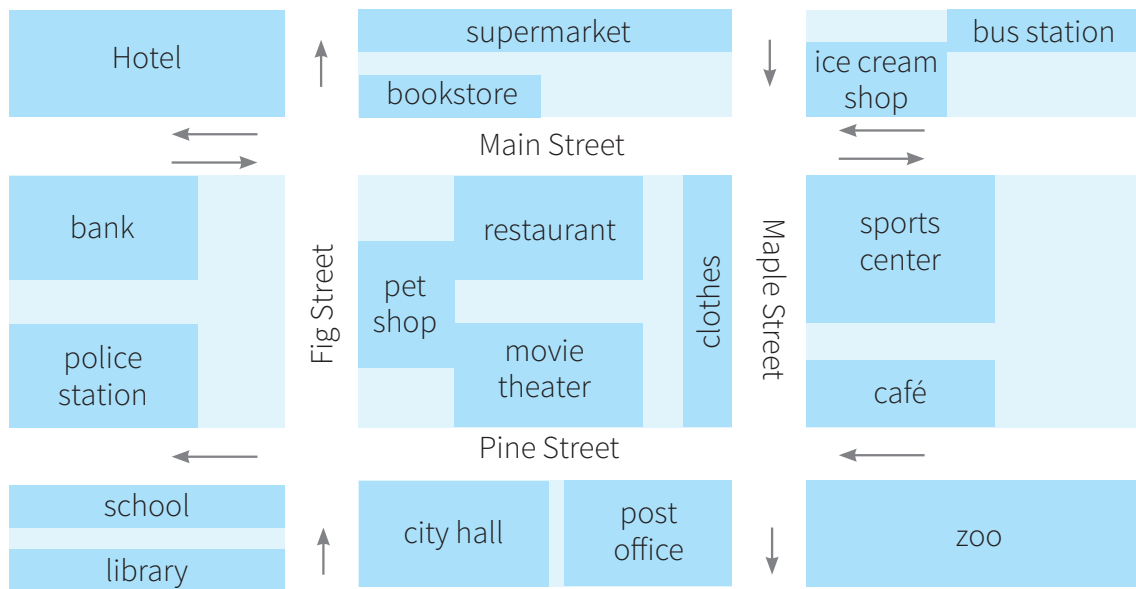 Hotel
supermarket
bus station
bookstore
ice cream
shop
Main Street
bank
restaurant
sports
center
Fig Street
pet
shop
clothes
Maple Street
police
station
movie
theater
café
Pine Street
school
city hall
post
office
zoo
library